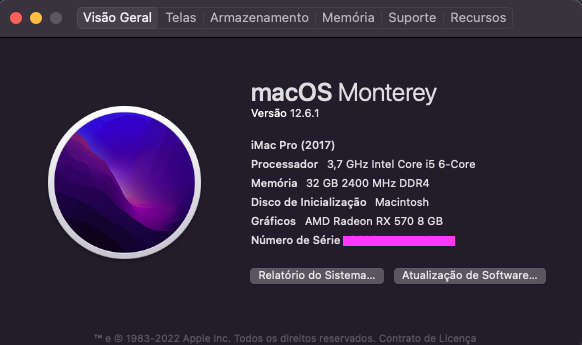 Visão Geral Telas Armazenamento Memória Suporte Recursos
macOS Monterey
Versão 12.6.1
iMac Pro (2017)
Processador 3,7 GHz Intel Core i5 6-Core
Memória 32 GB 2400 MHz DDR4
Disco de Inicialização Macintosh
Gráficos AMD Radeon RX 570 8 GB
Número de Série
Relatório do Sistema... Atualização de Software...
™ e © 1983-2022 Apple Inc. Todos os direitos reservados. Contrato de Licença